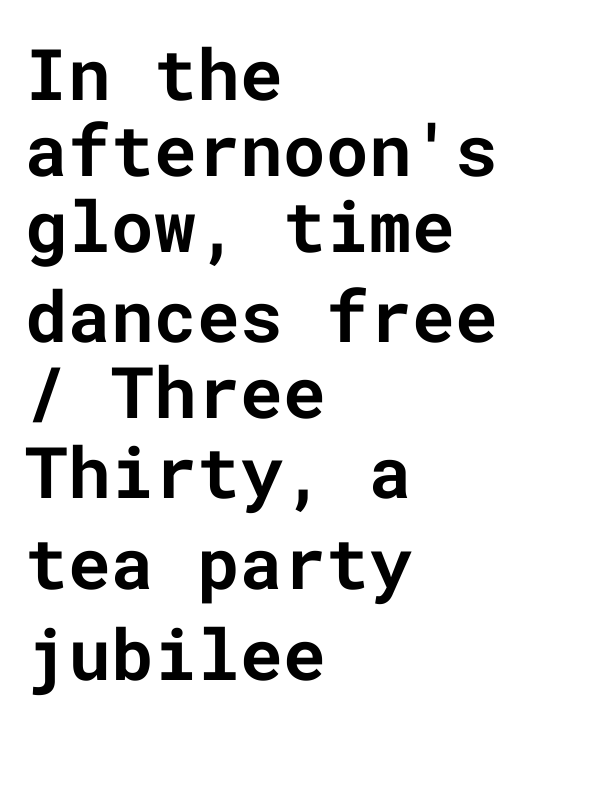 In the
afternoon's
glow, time
dances free
/ Three
Thirty, a
tea party
jubilee